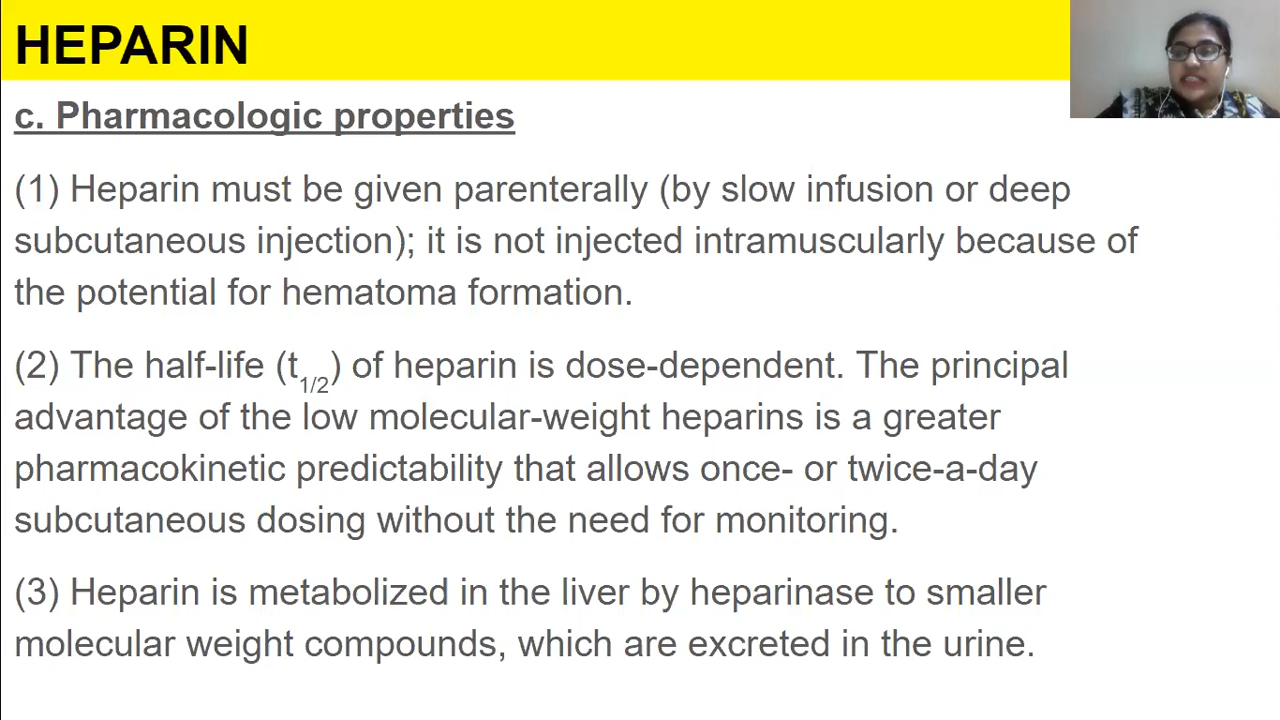 HEPARIN
c. Pharmacologic properties
(1) Heparin must be given parenterally (by slow infusion or deep
subcutaneous injection); it is not injected intramuscularly because of
the potential for hematoma formation.
(2) The half-life (t1/2) of heparin is dose-dependent. The principal
advantage of the low molecular-weight heparins is a greater
pharmacokinetic predictability that allows once- or twice-a-day
subcutaneous dosing without the need for monitoring.
(3) Heparin is metabolized in the liver by heparinase to smaller
molecular weight compounds, which are excreted in the urine.